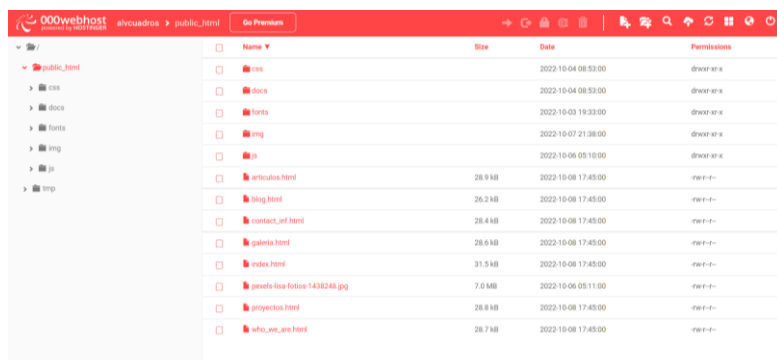 000webhost
powered by HOSTINGER
alvcuadros > public_html
Go Premium
/
public_html
css
docs
fonts
img
js
tmp
Name ▼ Size Date Permissions
css 2022-10-04 08:53:00 drwxr-xr-x
docs 2022-10-04 08:53:00 drwxr-xr-x
fonts 2022-10-03 19:33:00 drwxr-xr-x
img 2022-10-07 21:38:00 drwxr-xr-x
js 2022-10-06 05:10:00 drwxr-xr-x
articulos.html 28.9 kB 2022-10-08 17:45:00 -rw-r--r--
blog.html 26.2 kB 2022-10-08 17:45:00 -rw-r--r--
contact_inf.html 28.4 kB 2022-10-08 17:45:00 -rw-r--r--
galeria.html 28.6 kB 2022-10-08 17:45:00 -rw-r--r--
index.html 31.5 kB 2022-10-08 17:45:00 -rw-r--r--
pexels-lisa-fotios-1438248.jpg 7.0 MB 2022-10-06 05:11:00 -rw-r--r--
proyectos.html 28.8 kB 2022-10-08 17:45:00 -rw-r--r--
who_we_are.html 28.7 kB 2022-10-08 17:45:00 -rw-r--r--